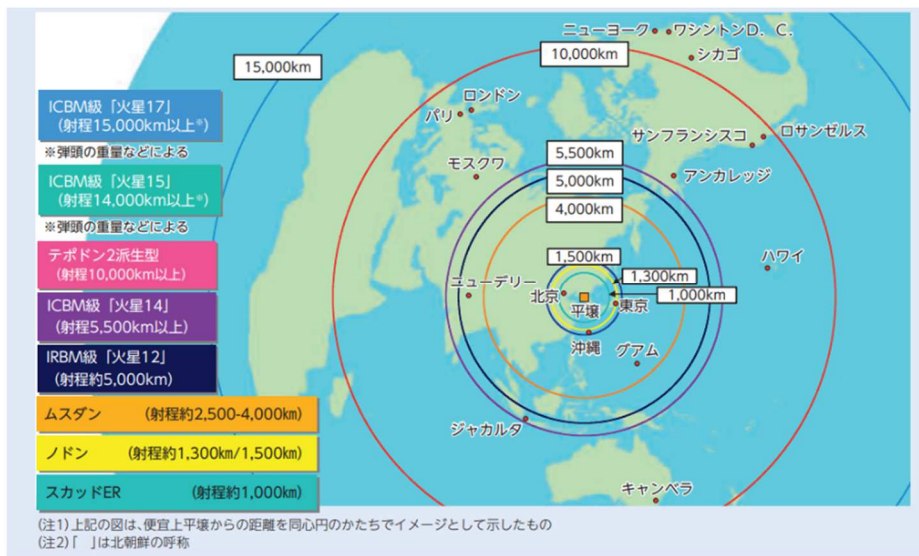 ニューヨーク
ワシントンD．C．
シカゴ
10,000km
15,000km
ICBM級「火星17」
（射程15,000km以上※）
※弾頭の重量などによる
ICBM級「火星15」
（射程14,000km以上※）
※弾頭の重量などによる
テポドン2派生型
（射程10,000km以上）
ICBM級「火星14」
（射程5,500km以上）
IRBM級「火星12」
（射程約5,000km）
ムスダン （射程約2,500-4,000km）
ノドン （射程約1,300km/1,500km）
スカッドER （射程約1,000km）
ロンドン
パリ
モスクワ
サンフランシスコ
ロサンゼルス
5,500km
アンカレッジ
5,000km
4,000km
ハワイ
1,500km
1,300km
1,000km
ニューデリー
北京
平壌
東京
沖縄
グアム
ジャカルタ
キャンベラ
（注1）上記の図は、便宜上平壌からの距離を同心円のかたちでイメージとして示したもの
（注2）「　」は北朝鮮の呼称